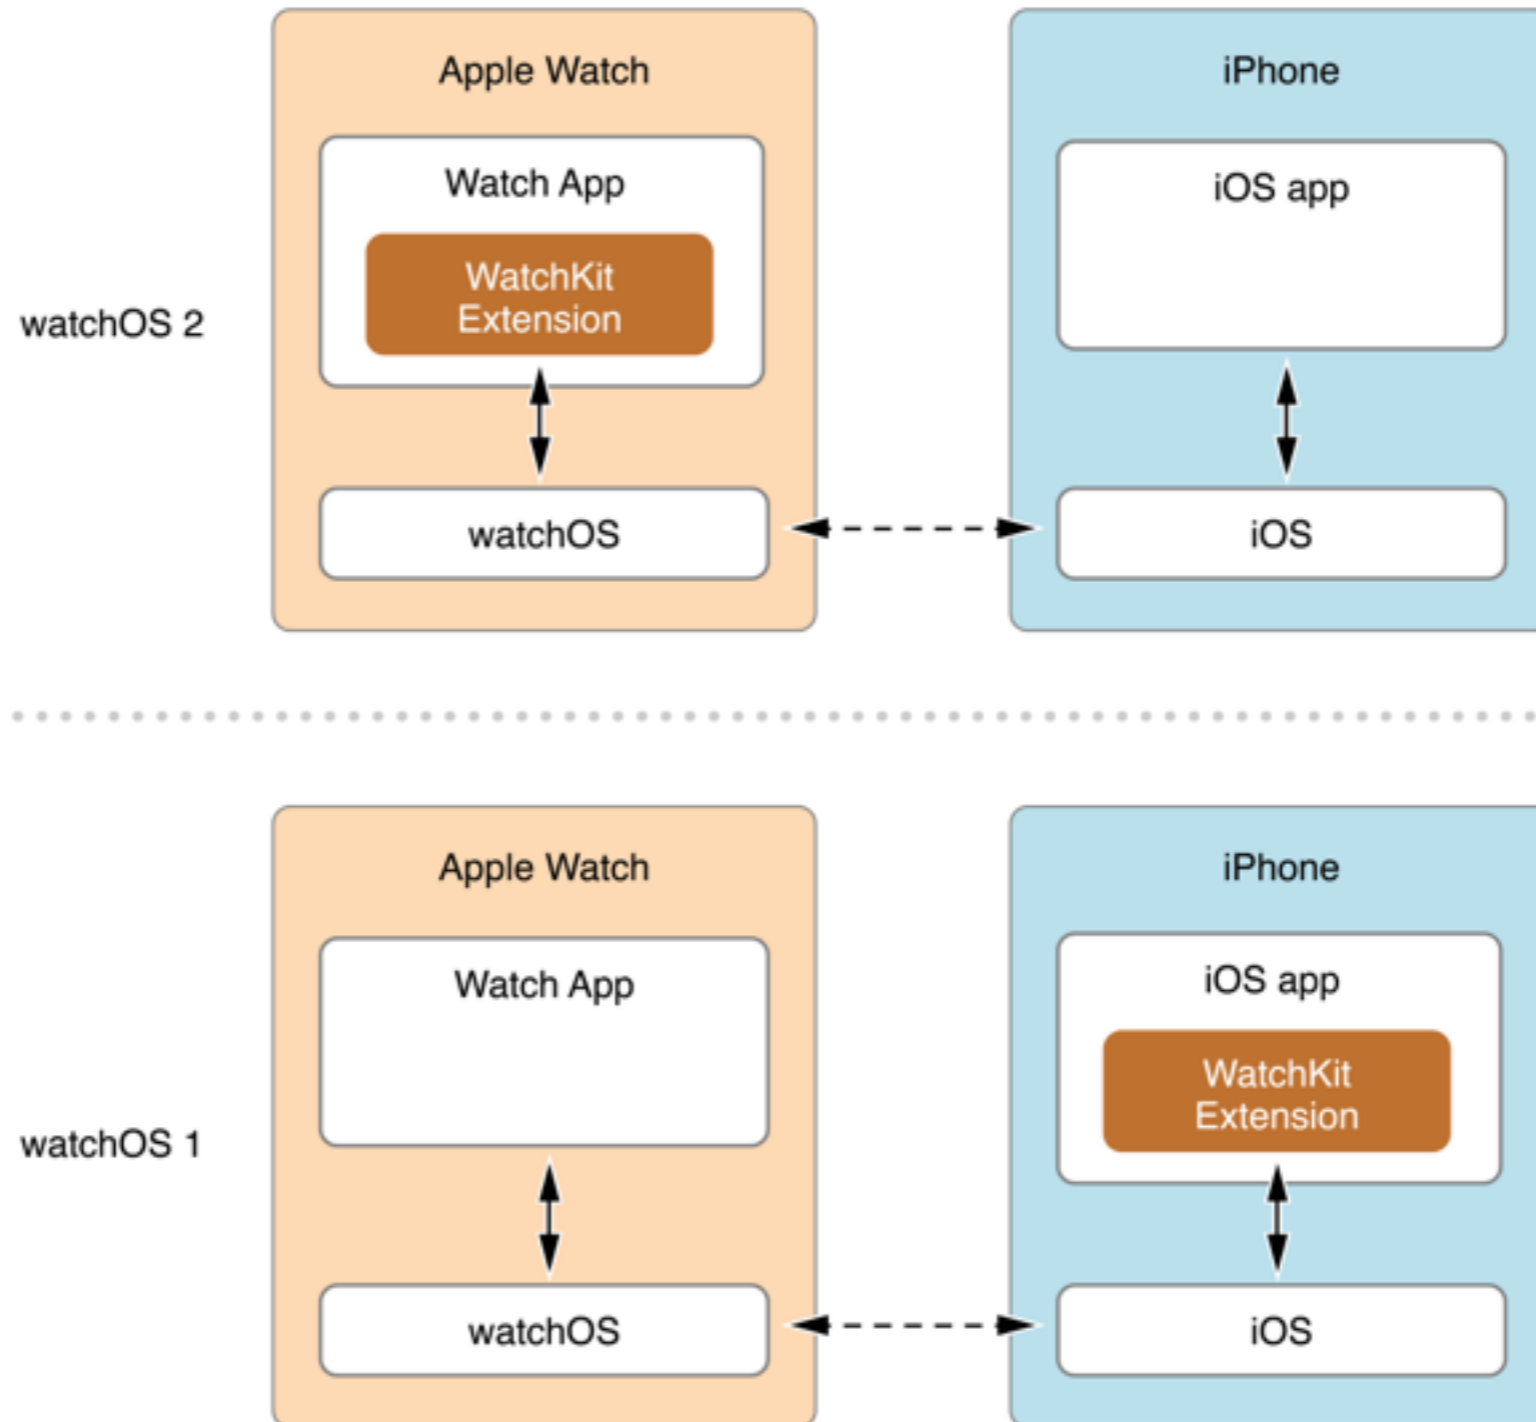 Apple Watch
iPhone
Watch App
iOS app
WatchKit
Extension
watchOS 2
watchOS
iOS
Apple Watch
iPhone
Watch App
iOS app
WatchKit
Extension
watchOS 1
watchOS
iOS